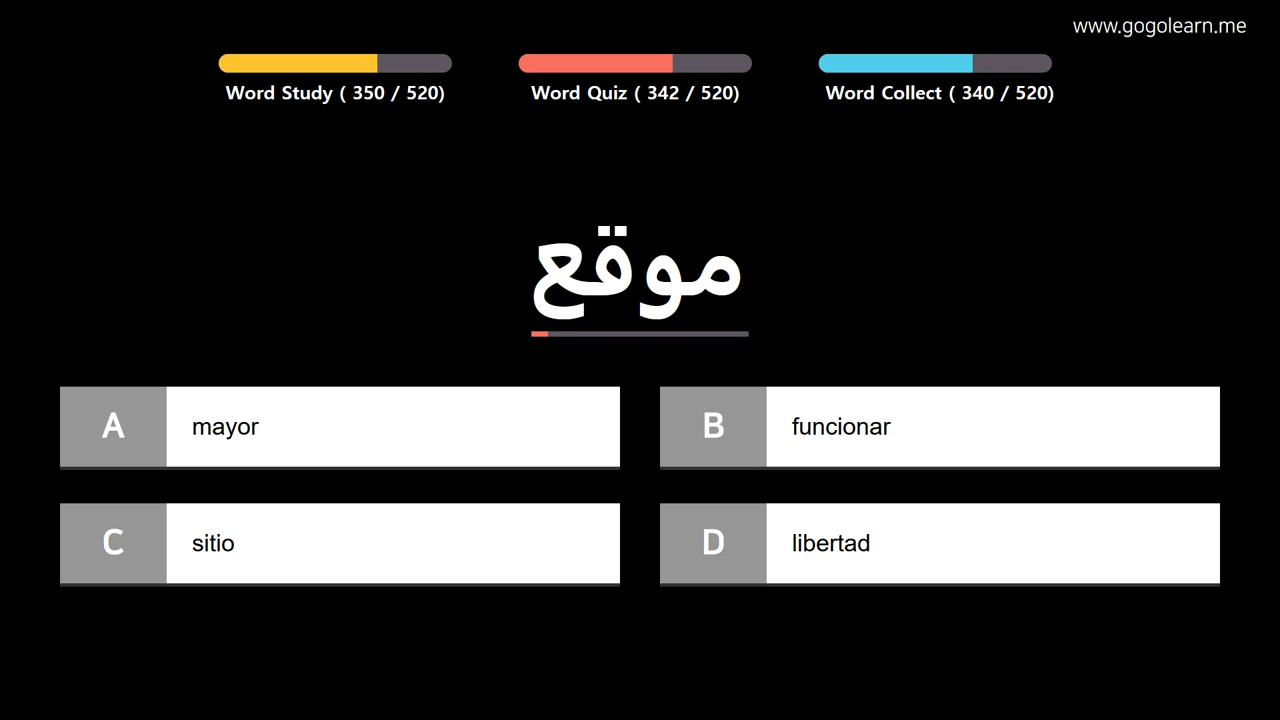 www.gogolearn.me
Word Study ( 350 / 520)
Word Quiz ( 342 / 520)
Word Collect ( 340 / 520)
موقع
A mayor
B funcionar
C sitio
D libertad